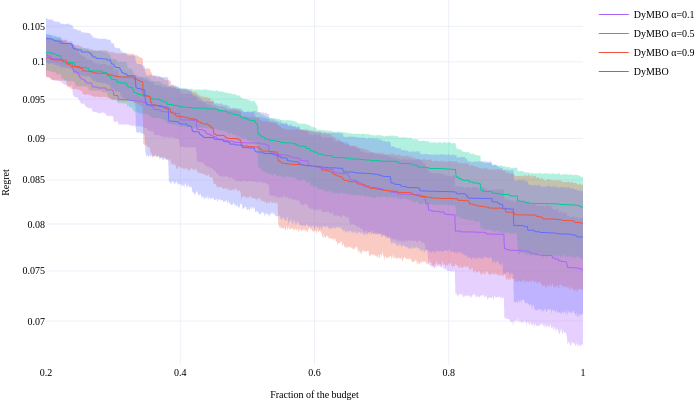 0.105
0.1
0.095
0.09
0.085
0.08
0.075
0.07
Regret
0.2 0.4 0.6 0.8 1
Fraction of the budget
DyMBO α=0.1
DyMBO α=0.5
DyMBO α=0.9
DyMBO